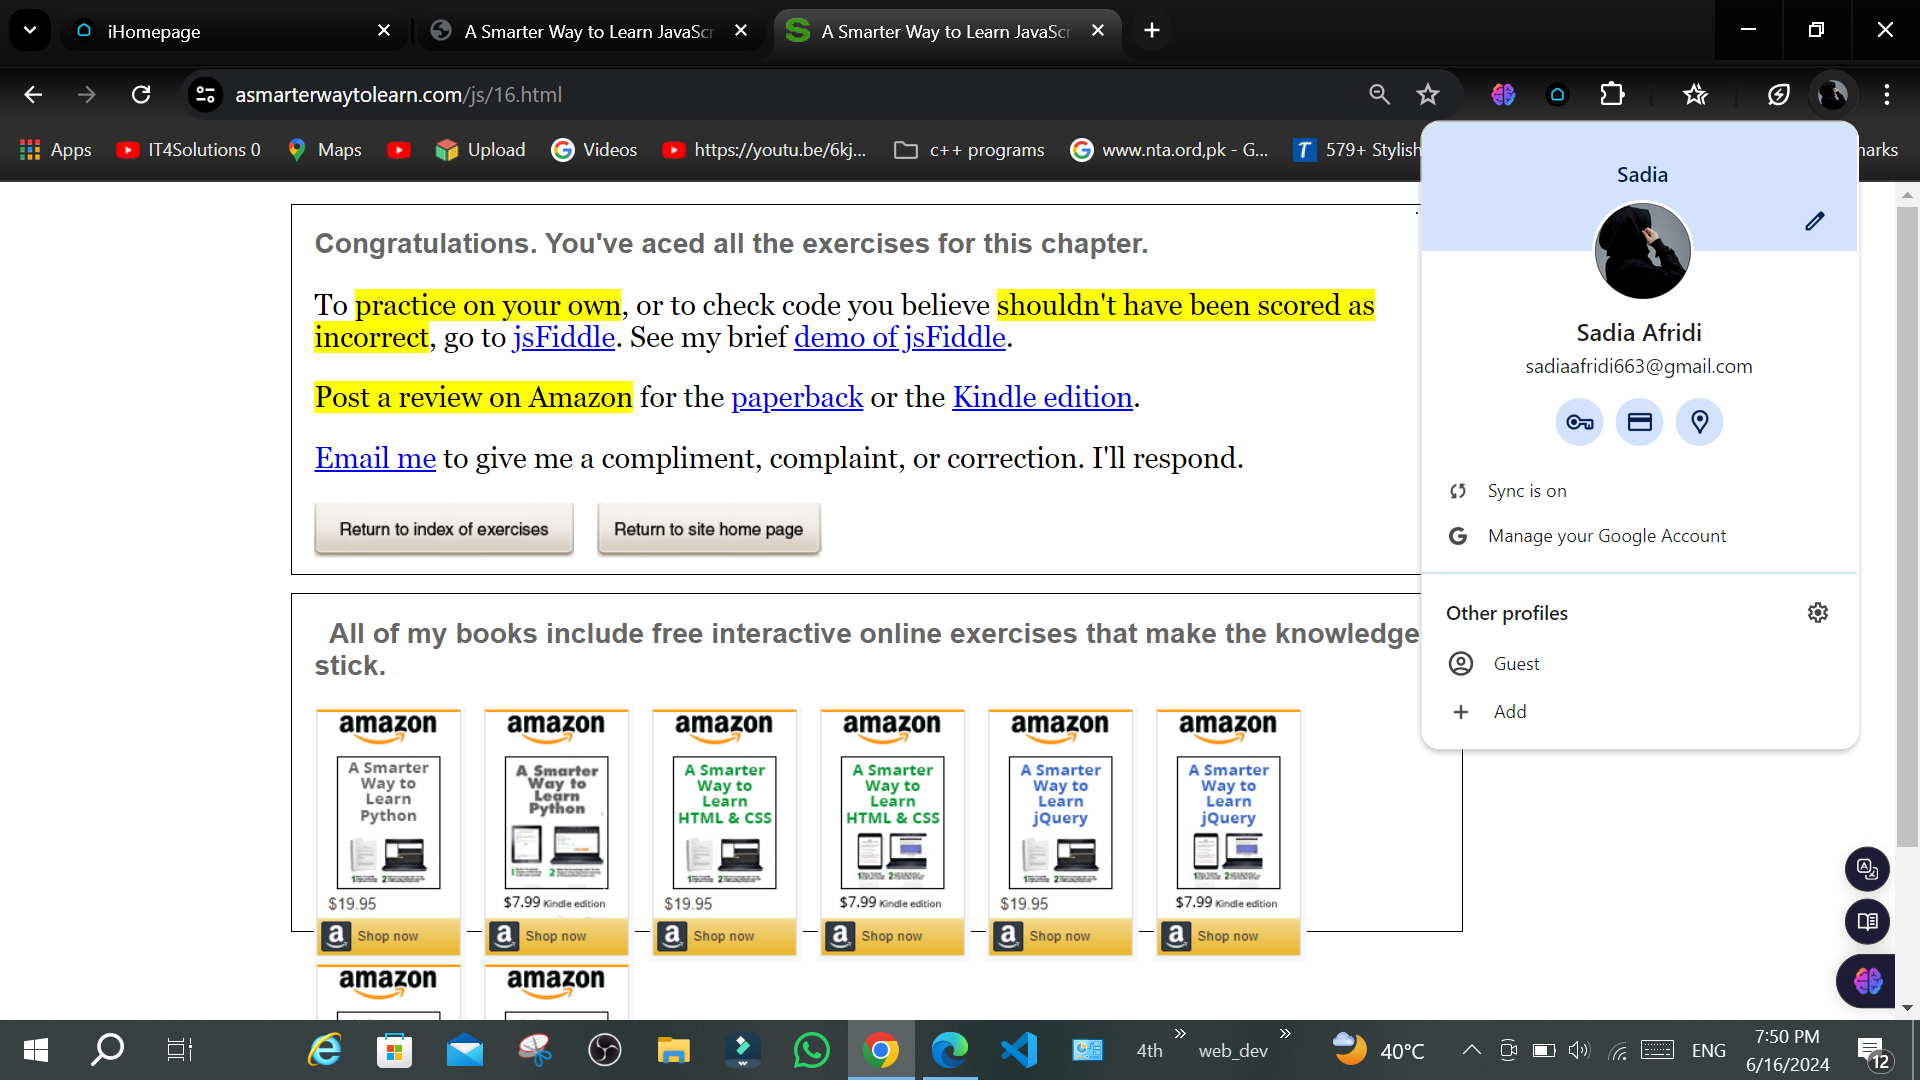 iHomepage
A Smarter Way to Learn JavaScr
A Smarter Way to Learn JavaScr
asmarterwaytolearn.com/js/16.html
Apps
IT4Solutions 0
Maps
Upload
Videos
https://youtu.be/6kj...
c++ programs
www.nta.ord,pk - G...
579+ Stylish
narks
Congratulations. You've aced all the exercises for this chapter.
To practice on your own, or to check code you believe shouldn't have been scored as
incorrect, go to jsFiddle. See my brief demo of jsFiddle.
Post a review on Amazon for the paperback or the Kindle edition.
Email me to give me a compliment, complaint, or correction. I'll respond.
Return to index of exercises
Return to site home page
All of my books include free interactive online exercises that make the knowledge
stick.
amazon
A Smarter
Way to
Learn
Python
$19.95
Shop now
amazon
A Smarter
Way to
Learn
Python
$7.99 Kindle edition
Shop now
amazon
A Smarter
Way to
Learn
HTML & CSS
$19.95
Shop now
amazon
A Smarter
Way to
Learn
HTML & CSS
$7.99 Kindle edition
Shop now
amazon
A Smarter
Way to
Learn
jQuery
$19.95
Shop now
amazon
A Smarter
Way to
Learn
jQuery
$7.99 Kindle edition
Shop now
amazon
amazon
Sadia
Sadia Afridi
sadiaafridi663@gmail.com
Sync is on
Manage your Google Account
Other profiles
Guest
Add
4th
web_dev
40°C
ENG
7:50 PM
6/16/2024
12